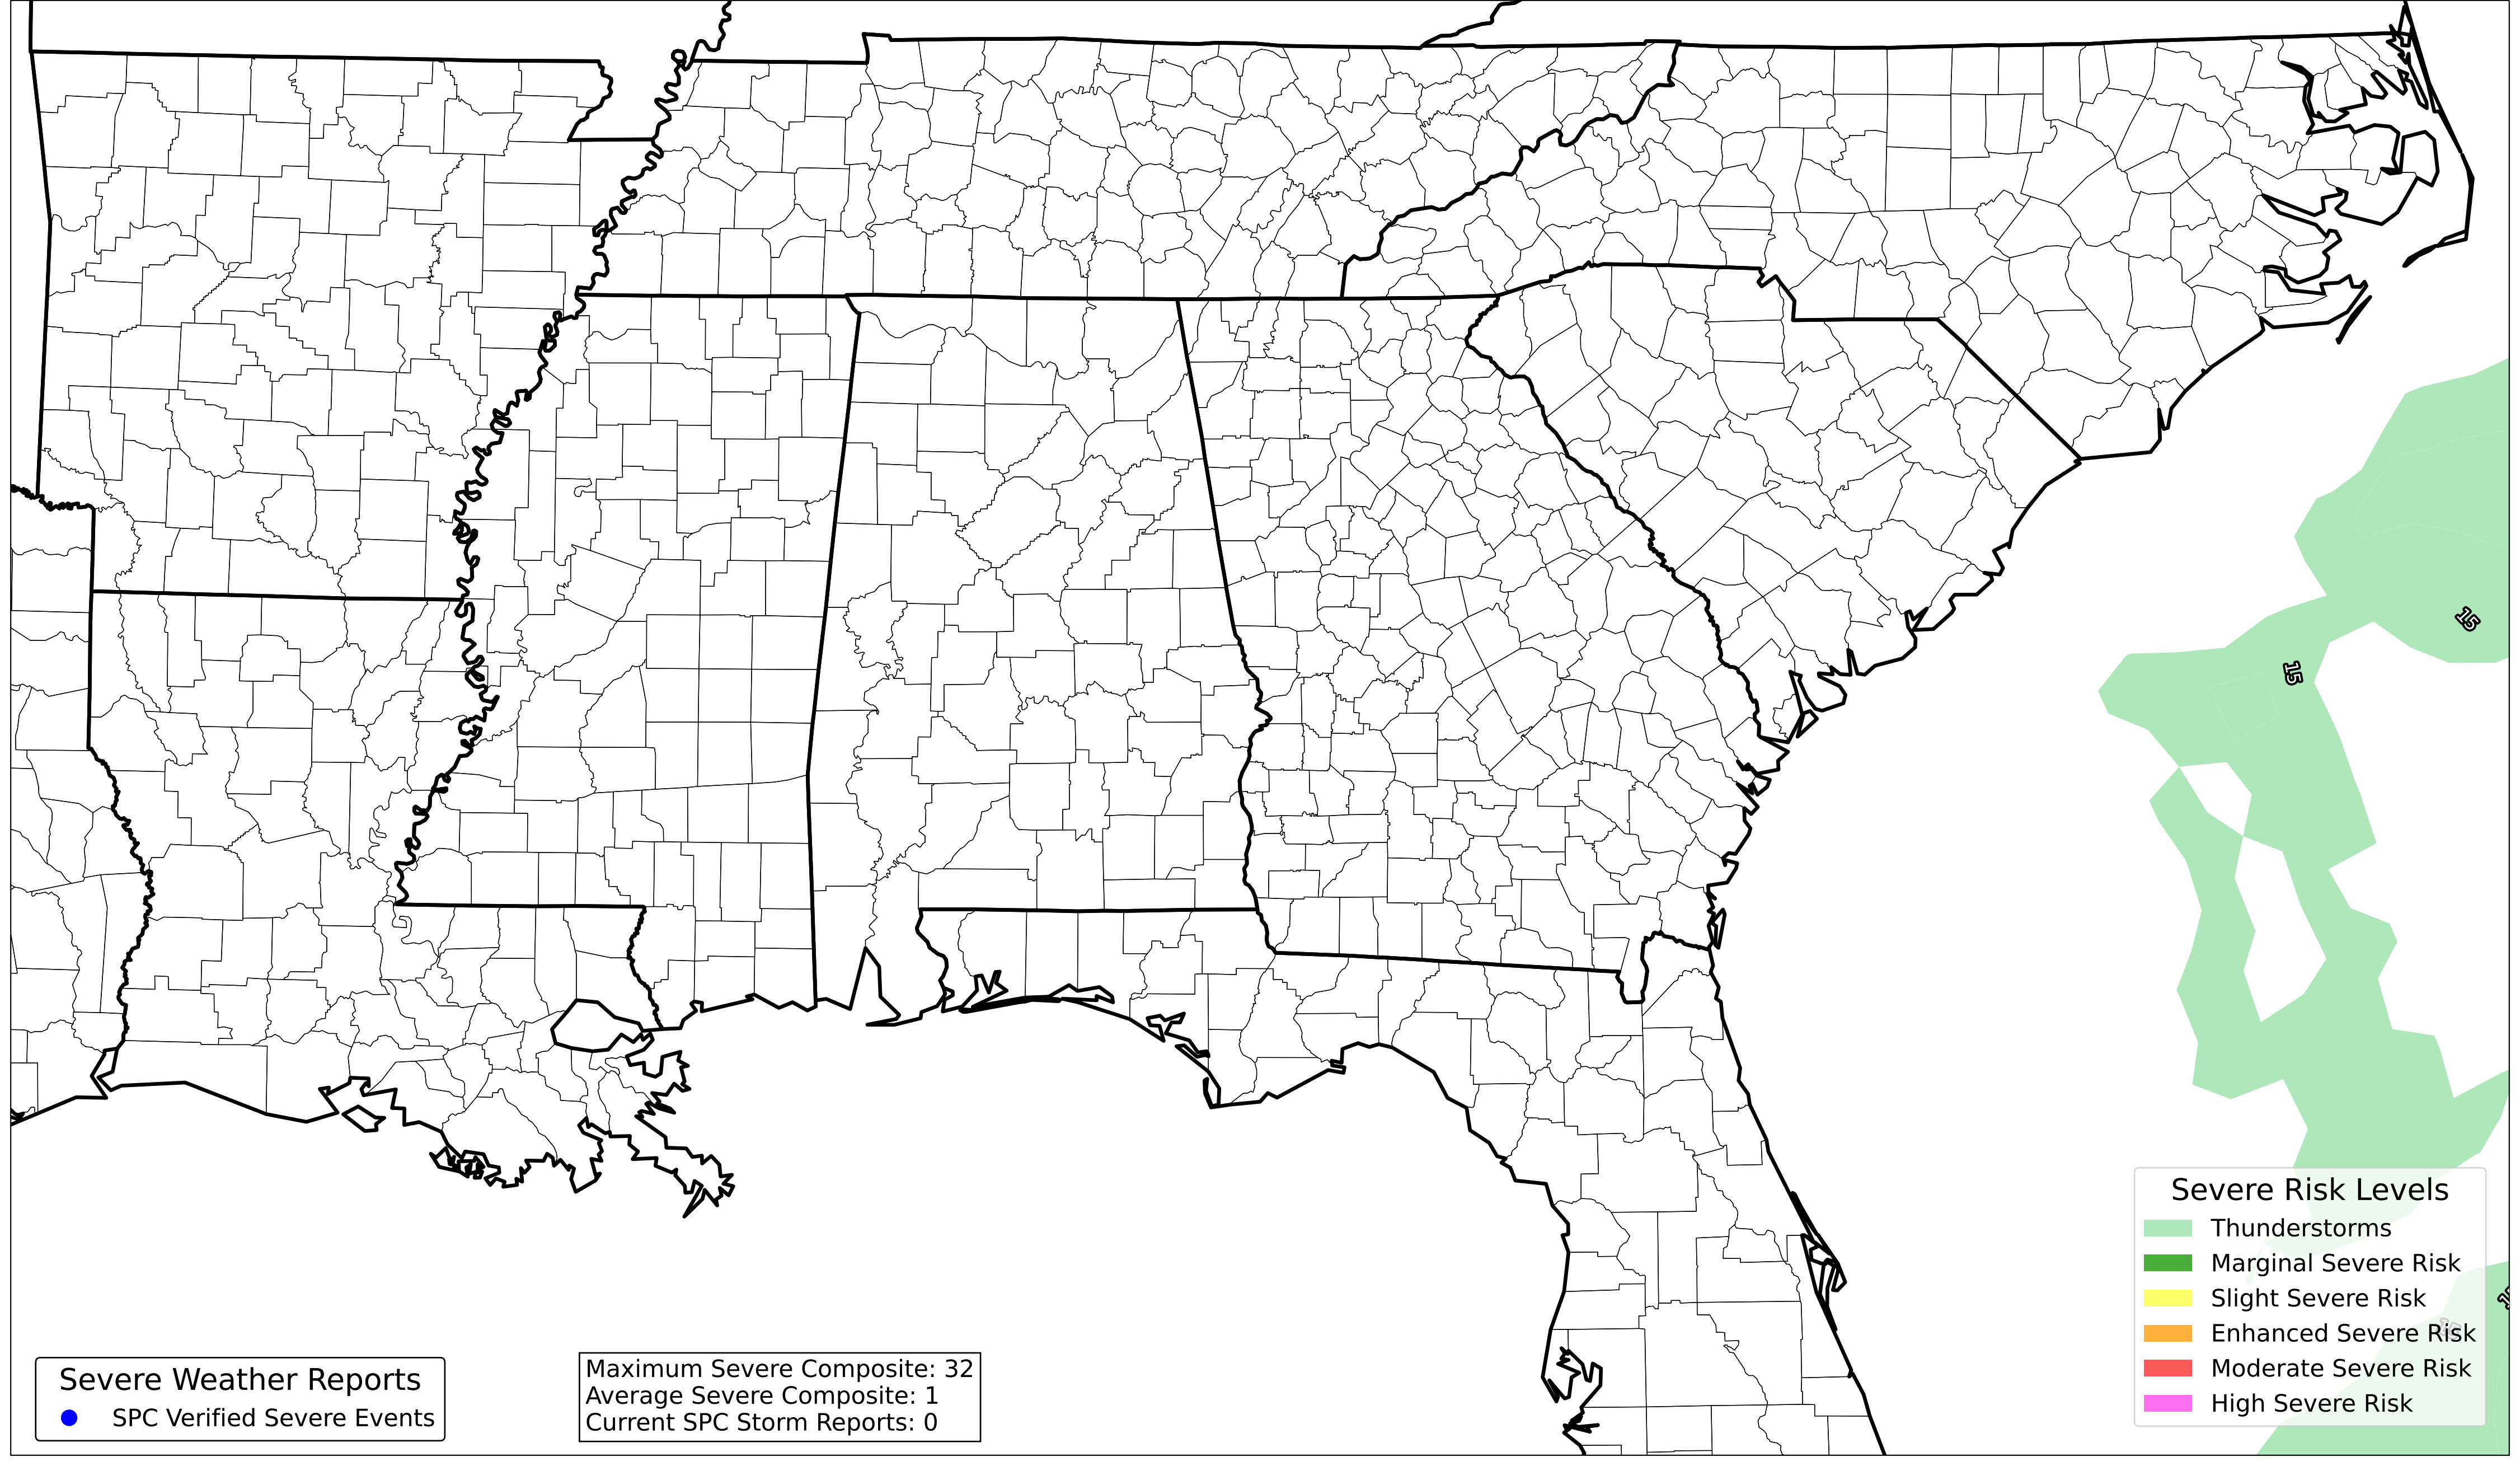 15
15
Severe Risk Levels
Thunderstorms
Marginal Severe Risk
Slight Severe Risk
Enhanced Severe Risk
Moderate Severe Risk
High Severe Risk
Severe Weather Reports
SPC Verified Severe Events
Maximum Severe Composite: 32
Average Severe Composite: 1
Current SPC Storm Reports: 0